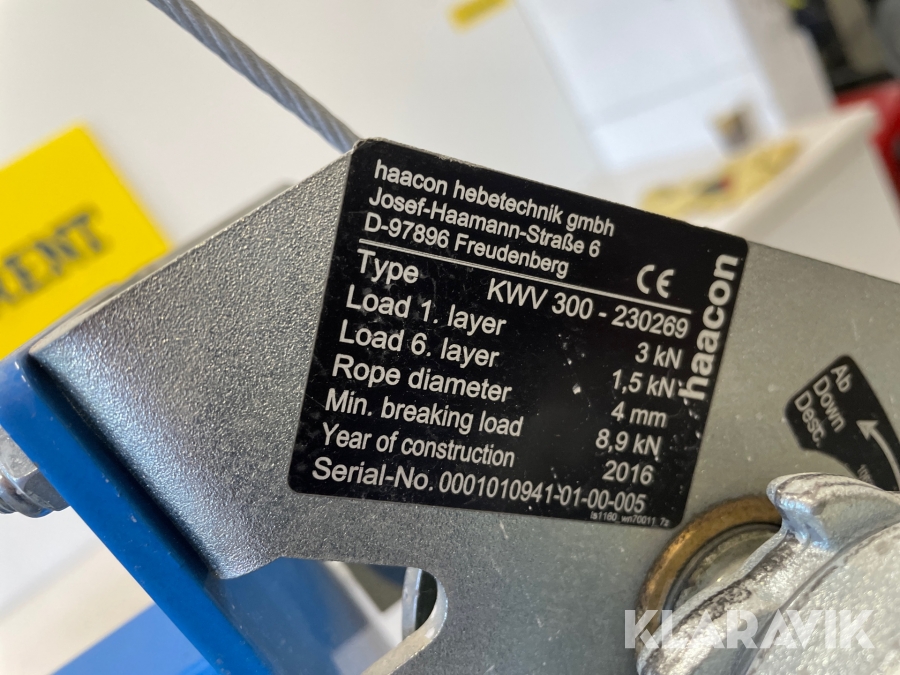 RENT
haacon hebetechnik gmbh
Josef-Haamann-Straße 6
D-97896 Freudenberg
CE
haacon
Type KWV 300 - 230269
Load 1. layer 3 kN
Load 6. layer 1,5 kN
Rope diameter 4 mm
Min. breaking load 8,9 kN
Year of construction 2016
Serial-No. 0001010941-01-00-005
ls1160_wn70011_7z
Ab
Down
Desc.
KLARAVIK